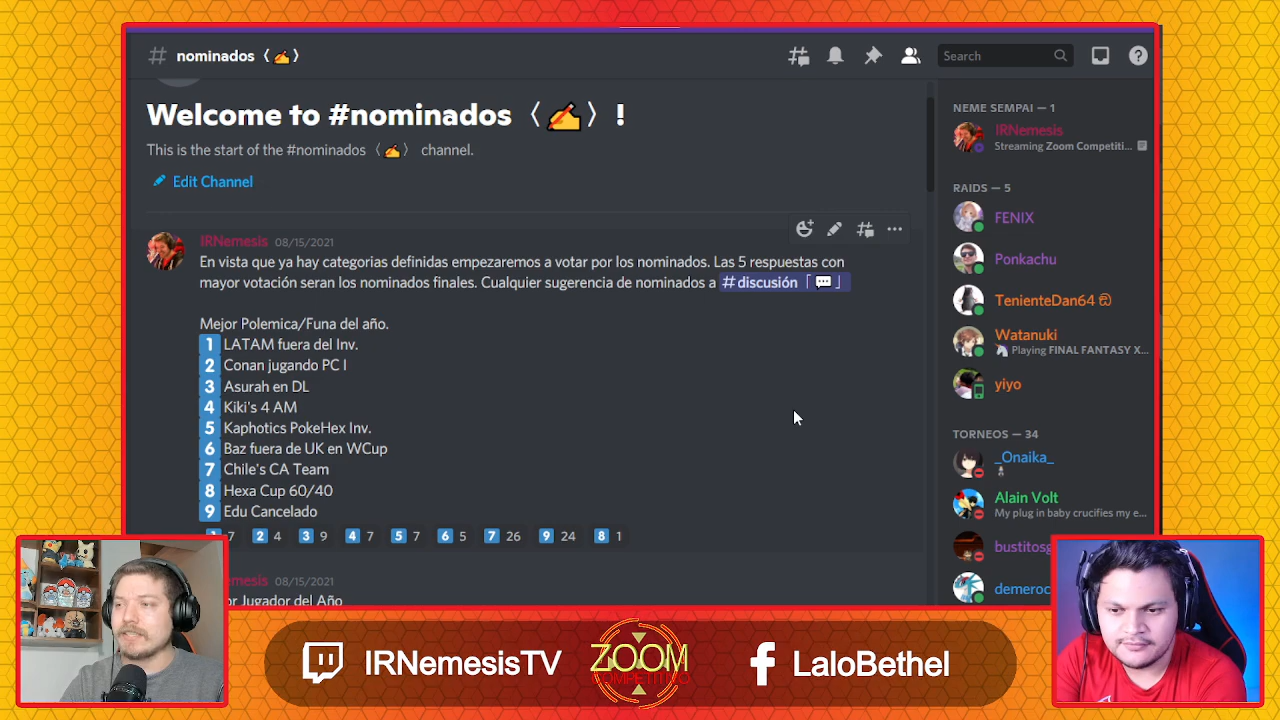 nominados 〈✍️〉
Search
Welcome to #nominados 〈✍️〉 !
This is the start of the #nominados 〈✍️〉 channel.
Edit Channel
IRNemesis 08/15/2021
En vista que ya hay categorias definidas empezaremos a votar por los nominados. Las 5 respuestas con
mayor votación seran los nominados finales. Cualquier sugerencia de nominados a #discusión「💬」
Mejor Polemica/Funa del año.
1 LATAM fuera del Inv.
2 Conan jugando PC I
3 Asurah en DL
4 Kiki's 4 AM
5 Kaphotics PokeHex Inv.
6 Baz fuera de UK en WCup
7 Chile's CA Team
8 Hexa Cup 60/40
9 Edu Cancelado
1 7 2 4 3 9 4 7 5 7 6 5 7 26 9 24 8 1
emesis 08/15/2021
or Jugador del Año
NEME SEMPAI — 1
IRNemesis
Streaming Zoom Competiti...
RAIDS — 5
FENIX
Ponkachu
TenienteDan64
Watanuki
Playing FINAL FANTASY X...
yiyo
TORNEOS — 34
_Onaika_
Alain Volt
My plug in baby crucifies my e...
bustitosg
demeroc
IRNemesisTV
ZOOM
COMPETITIVO
LaloBethel